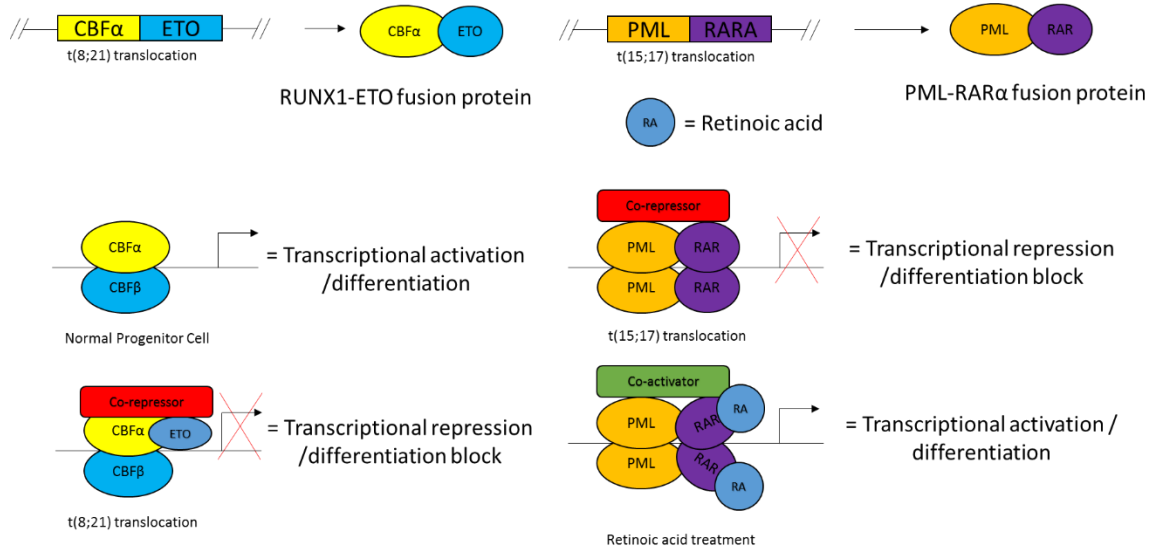 CBFα ETO
t(8;21) translocation
CBFα ETO
RUNX1-ETO fusion protein
PML RARA
t(15;17) translocation
PML RAR
PML-RARα fusion protein
RA = Retinoic acid
CBFα
CBFβ
= Transcriptional activation
/differentiation
Normal Progenitor Cell
Co-repressor
PML RAR
PML RAR
= Transcriptional repression
/differentiation block
t(15;17) translocation
Co-repressor
CBFα ETO
CBFβ
= Transcriptional repression
/differentiation block
t(8;21) translocation
Co-activator
PML RAR RA
PML RAR RA
= Transcriptional activation /
differentiation
Retinoic acid treatment